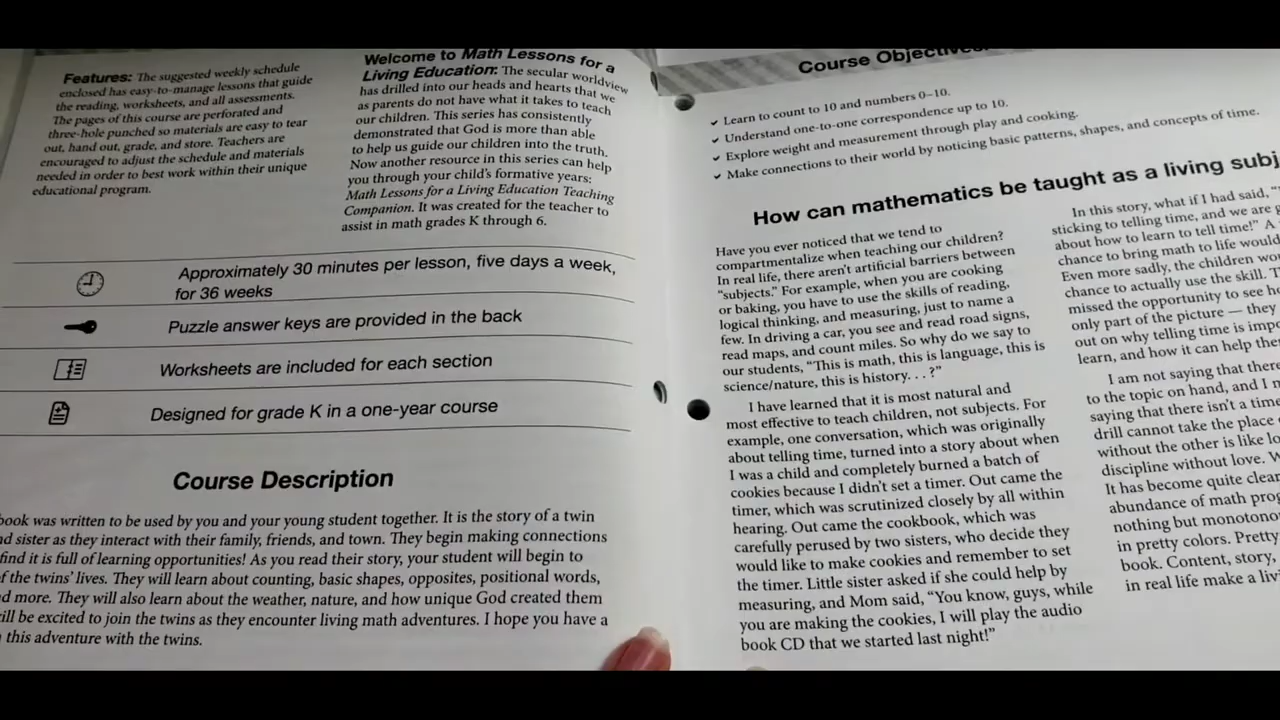 Features: The suggested weekly schedule
enclosed has easy-to-manage lessons that guide
the reading, worksheets, and all assessments.
The pages of this course are perforated and
three-hole punched so materials are easy to tear
out, hand out, grade, and store. Teachers are
encouraged to adjust the schedule and materials
needed in order to best work within their unique
educational program.
Welcome to Math Lessons for a
Living Education: The secular worldview
has drilled into our heads and hearts that we
as parents do not have what it takes to teach
our children. This series has consistently
demonstrated that God is more than able
to help us guide our children into the truth.
Now another resource in this series can help
you through your child's formative years:
Math Lessons for a Living Education Teaching
Companion. It was created for the teacher to
assist in math grades K through 6.
Approximately 30 minutes per lesson, five days a week,
for 36 weeks
Puzzle answer keys are provided in the back
Worksheets are included for each section
Designed for grade K in a one-year course
Course Description
book was written to be used by you and your young student together. It is the story of a twin
sister as they interact with their family, friends, and town. They begin making connections
find it is full of learning opportunities! As you read their story, your student will begin to
the twins' lives. They will learn about counting, basic shapes, opposites, positional words,
more. They will also learn about the weather, nature, and how unique God created them
be excited to join the twins as they encounter living math adventures. I hope you have a
this adventure with the twins.
Course Objectives
✓ Learn to count to 10 and numbers 0–10.
✓ Understand one-to-one correspondence up to 10.
✓ Explore weight and measurement through play and cooking.
✓ Make connections to their world by noticing basic patterns, shapes, and concepts of time.
How can mathematics be taught as a living subj
Have you ever noticed that we tend to
compartmentalize when teaching our children?
In real life, there aren't artificial barriers between
"subjects." For example, when you are cooking
or baking, you have to use the skills of reading,
logical thinking, and measuring, just to name a
few. In driving a car, you see and read road signs,
read maps, and count miles. So why do we say to
our students, "This is math, this is language, this is
science/nature, this is history. . . ?"
I have learned that it is most natural and
most effective to teach children, not subjects. For
example, one conversation, which was originally
about telling time, turned into a story about when
I was a child and completely burned a batch of
cookies because I didn't set a timer. Out came the
timer, which was scrutinized closely by all within
hearing. Out came the cookbook, which was
carefully perused by two sisters, who decide they
would like to make cookies and remember to set
the timer. Little sister asked if she could help by
measuring, and Mom said, "You know, guys, while
you are making the cookies, I will play the audio
book CD that we started last night!"
In this story, what if I had said,
sticking to telling time, and we are
about how to learn to tell time!" A
chance to bring math to life would
Even more sadly, the children
chance to actually use the skill.
missed the opportunity to see
only part of the picture — they
out on why telling time is
learn, and how it can help
I am not saying that there
to the topic on hand, and I
saying that there isn't a time
drill cannot take the place
without the other is like
discipline without love.
It has become quite
abundance of math
nothing but
in pretty colors. Pretty
book. Content, story,
in real life make a